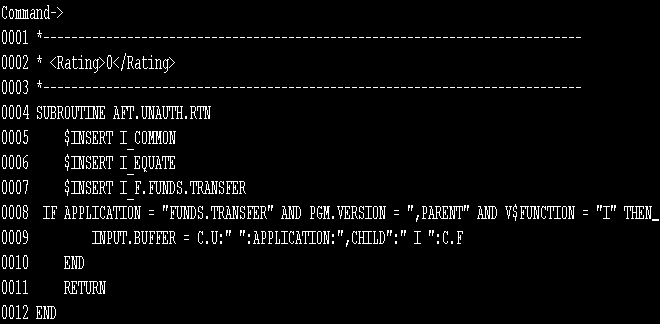 Command->
0001 *-----------------------------------------------------------------------------
0002 * <Rating>0</Rating>
0003 *-----------------------------------------------------------------------------
0004 SUBROUTINE AFT.UNAUTH.RTN
0005     $INSERT I_COMMON
0006     $INSERT I_EQUATE
0007     $INSERT I_F.FUNDS.TRANSFER
0008  IF APPLICATION = "FUNDS.TRANSFER" AND PGM.VERSION = ",PARENT" AND V$FUNCTION = "I" THEN_
0009         INPUT.BUFFER = C.U:" ":APPLICATION:",CHILD":" I ":C.F
0010     END
0011     RETURN
0012 END